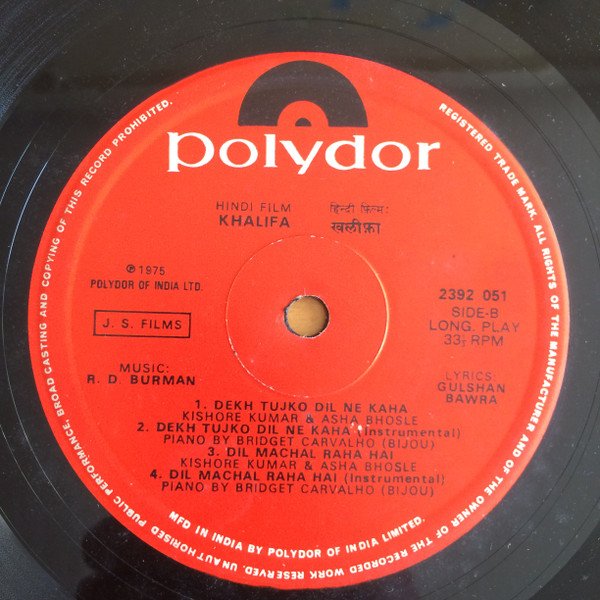 polydor
HINDI FILM
KHALIFA
हिन्दी फिल्म:
खलीफ़ा
℗ 1975
POLYDOR OF INDIA LTD.
J. S. FILMS
2392 051
SIDE-B
LONG. PLAY
33⅓ RPM
MUSIC:
R. D. BURMAN
LYRICS:
GULSHAN
BAWRA
1. DEKH TUJKO DIL NE KAHA
KISHORE KUMAR & ASHA BHOSLE
2. DEKH TUJKO DIL NE KAHA (Instrumental)
PIANO BY BRIDGET CARVALHO (BIJOU)
3. DIL MACHAL RAHA HAI
KISHORE KUMAR & ASHA BHOSLE
4. DIL MACHAL RAHA HAI (Instrumental)
PIANO BY BRIDGET CARVALHO (BIJOU)
MFD IN INDIA BY POLYDOR OF INDIA LIMITED.
REGISTERED TRADE MARK. ALL RIGHTS OF THE MANUFACTURER AND OF THE OWNER OF THE RECORDED WORK RESERVED. UNAUTHORISED PUBLIC PERFORMANCE, BROADCASTING AND COPYING OF THIS RECORD PROHIBITED.